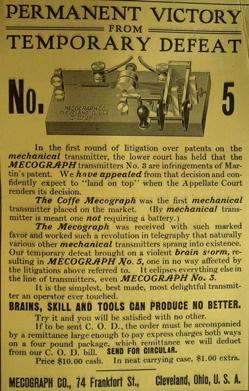 PERMANENT VICTORY
FROM
TEMPORARY DEFEAT
MECOGRAPH CO.
CLEVELAND, O.
No. 5
In the first round of litigation over patents on the
mechanical transmitter, the lower court has held that the
MECOGRAPH transmitters No. 3 are infringements of Mar-
tin's patent. We have appealed from that decision and con-
fidently expect to "land on top" when the Appellate Court
renders its decision.
The Coffe Mecograph was the first mechanical
transmitter placed on the market. (By mechanical trans-
mitter is meant one not requiring a battery.)
The Mecograph was received with such marked
favor and worked such a revolution in telegraphy that naturally
various other mechanical transmitters sprang into existence.
Our temporary defeat brought on a violent brain storm, re-
sulting in MECOGRAPH No. 5, one in no way affected by
the litigations above noted. It eclipses everything else in
the line of transmitters, even MECOGRAPH No. 3.
It is the simplest, best made, most delightful transmit-
ter an operator ever touched.
BRAINS, SKILL AND TOOLS CAN PRODUCE NO BETTER.
Try it and you will be satisfied with no other.
If to be sent C. O. D., the order must be accompanied
by a remittance large enough to pay express charges both ways
on a four pound package, which remittance we will deduct
from our C. O. D. bill. SEND FOR CIRCULAR.
Price $10.00 cash. In neat carrying case, $1.00 extra.
MECOGRAPH CO., 74 Frankfort St., Cleveland, Ohio, U. S. A.